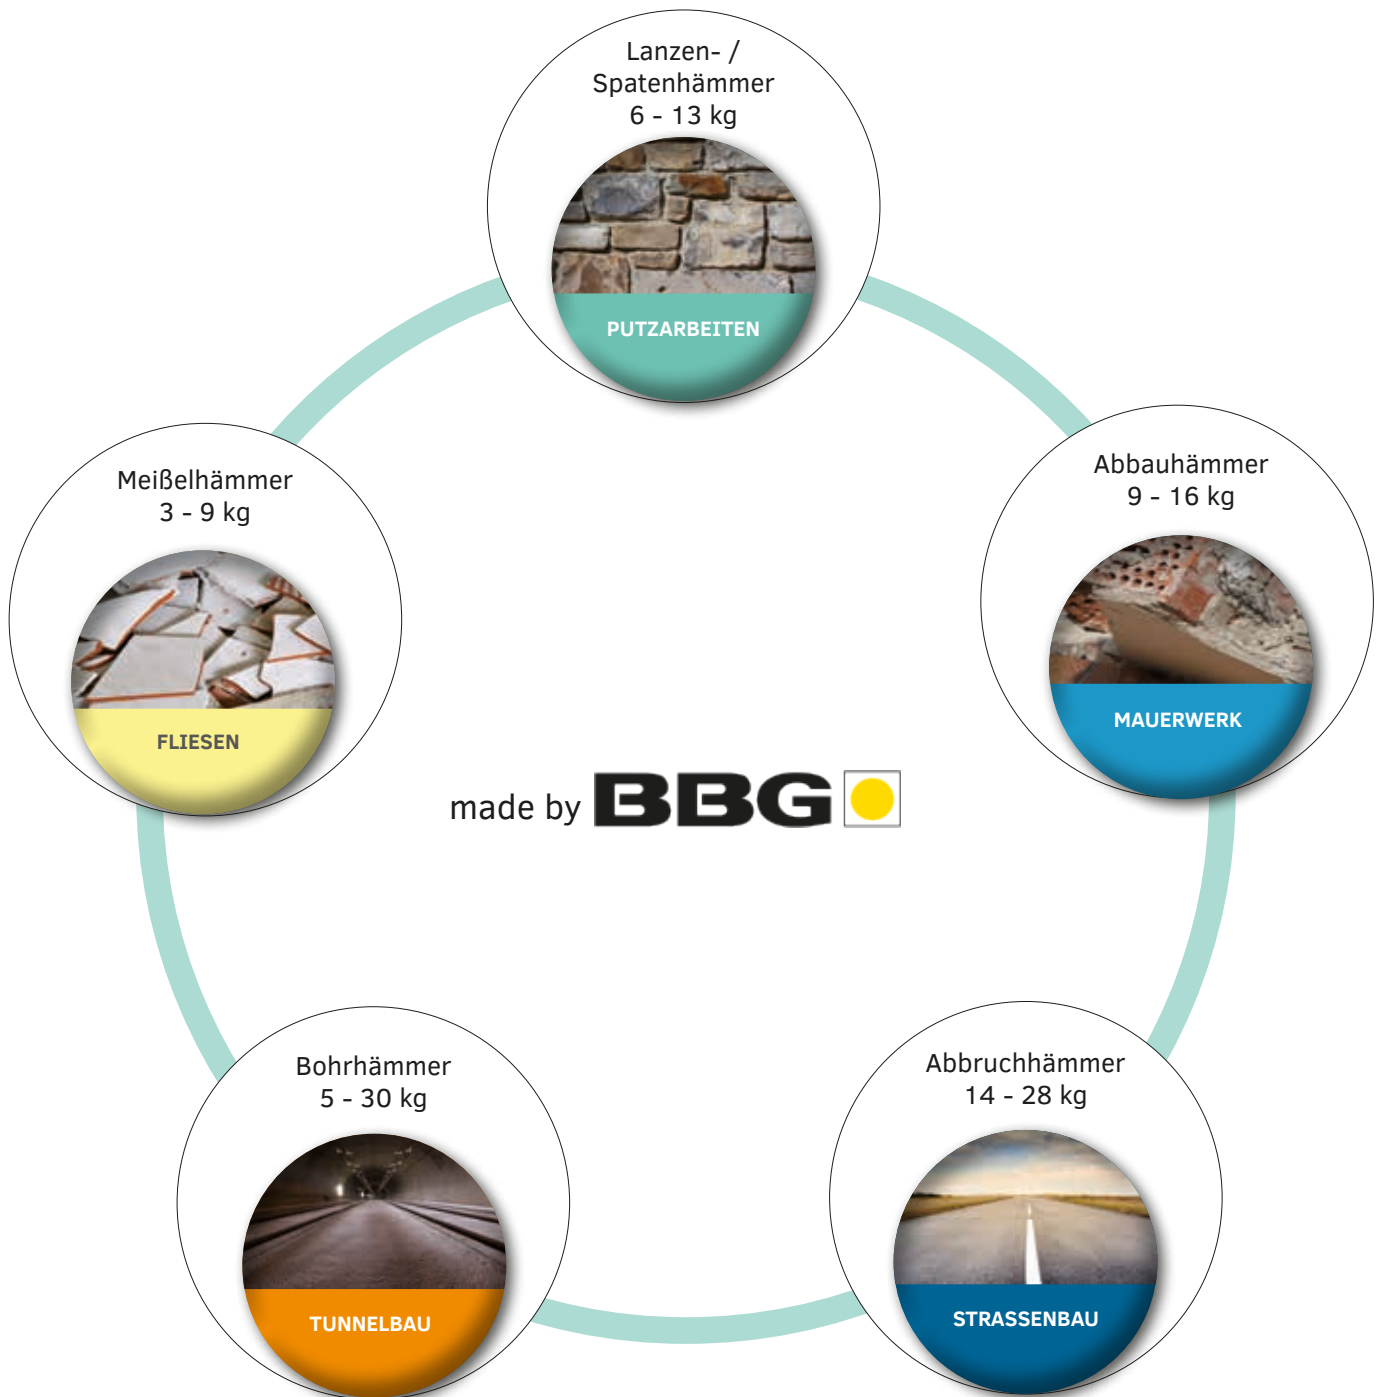 Lanzen- /
Spatenhämmer
6 - 13 kg
PUTZARBEITEN
Abbauhämmer
9 - 16 kg
MAUERWERK
Abbruchhämmer
14 - 28 kg
STRASSENBAU
Bohrhämmer
5 - 30 kg
TUNNELBAU
Meißelhämmer
3 - 9 kg
FLIESEN
made by BBG